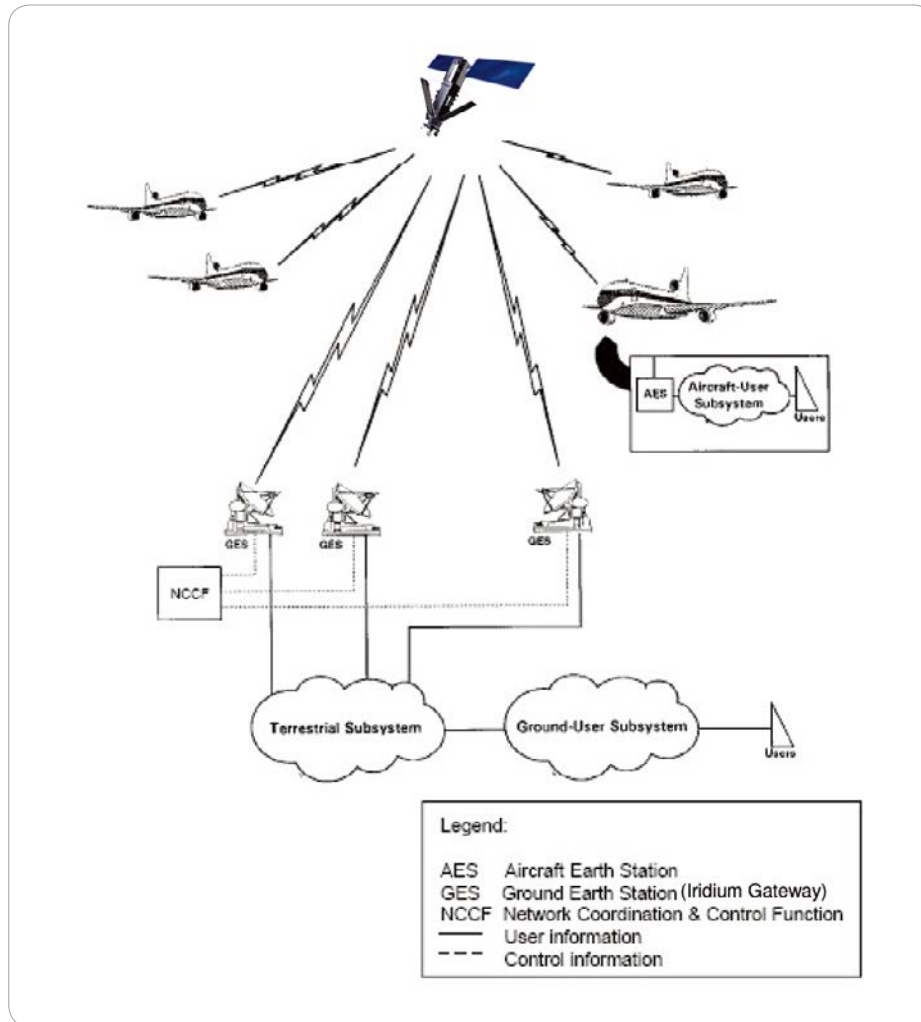 AES
Aircraft-User
Subsystem
Users
GES
GES
GES
NCCF
Terrestrial Subsystem
Ground-User Subsystem
Users
Legend:
AES Aircraft Earth Station
GES Ground Earth Station (Iridium Gateway)
NCCF Network Coordination & Control Function
User information
Control information